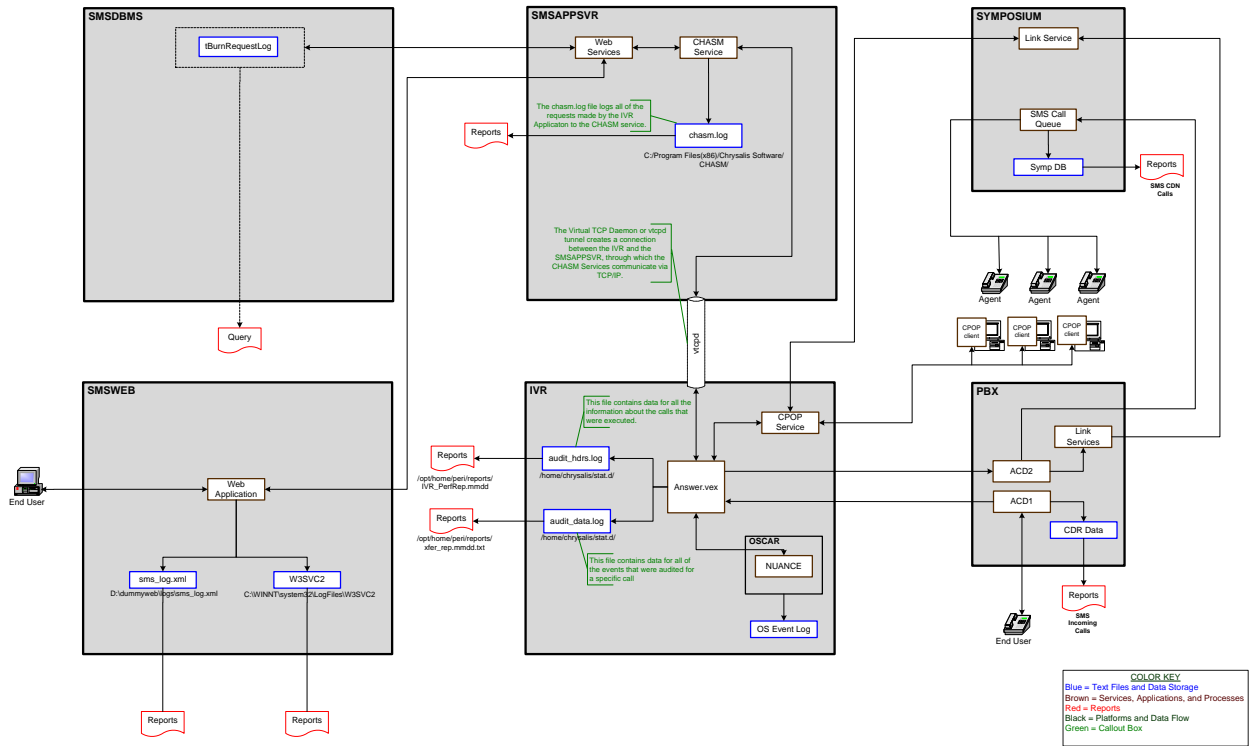 SMSDBMS
tBurnRequestLog
Query
SMSAPPSVR
Web
Services
CHASM
Service
The chasm.log file logs all of the
requests made by the IVR
Applicaton to the CHASM service.
Reports
chasm.log
C:/Program Files(x86)/Chrysalis Software/
CHASM/
The Virtual TCP Daemon or vtcpd
tunnel creates a connection
between the IVR and the
SMSAPPSVR, through which the
CHASM Services communicate via
TCP/IP.
vtcpd
SYMPOSIUM
Link Service
SMS Call
Queue
Symp DB
Reports
SMS CDN
Calls
Agent
Agent
Agent
CPOP
client
CPOP
client
CPOP
client
SMSWEB
End User
Web
Application
sms_log.xml
D:\dummyweb\logs\sms_log.xml
W3SVC2
C:\WINNT\system32\LogFiles\W3SVC2
Reports
Reports
IVR
This file contains data for all the
information about the calls that
were executed.
CPOP
Service
Reports
/opt/home/peri/reports/
IVR_PerfRep.mmdd
audit_hdrs.log
/home/chrysalis/stat.d/
Answer.vex
Reports
/opt/home/peri/reports/
xfer_rep.mmdd.txt
audit_data.log
/home/chrysalis/stat.d/
This file contains data for all of
the events that were audited for
a specific call
OSCAR
NUANCE
OS Event Log
PBX
Link
Services
ACD2
ACD1
CDR Data
Reports
SMS
Incoming
Calls
End User
COLOR KEY
Blue = Text Files and Data Storage
Brown = Services, Applications, and Processes
Red = Reports
Black = Platforms and Data Flow
Green = Callout Box